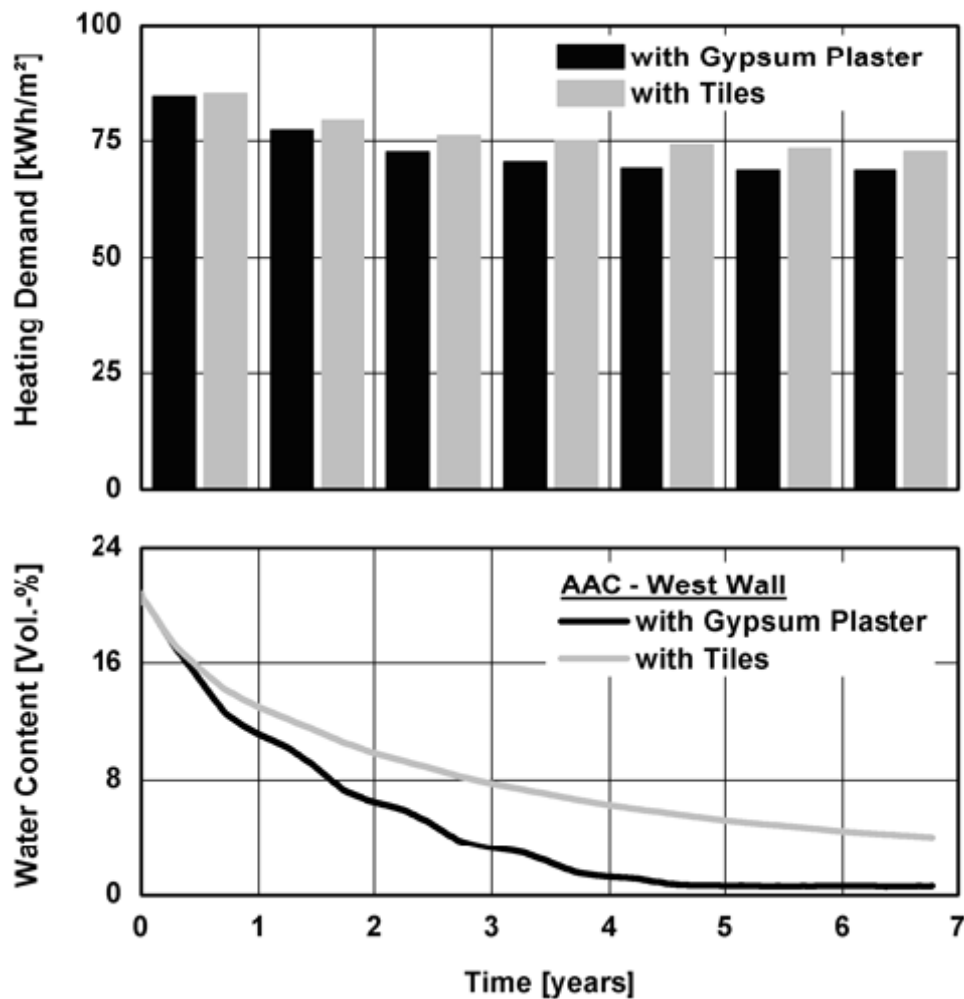 Heating Demand [kWh/m²]
100
75
50
25
0
with Gypsum Plaster
with Tiles
Water Content [Vol.-%]
24
16
8
0
AAC - West Wall
with Gypsum Plaster
with Tiles
0 1 2 3 4 5 6 7
Time [years]